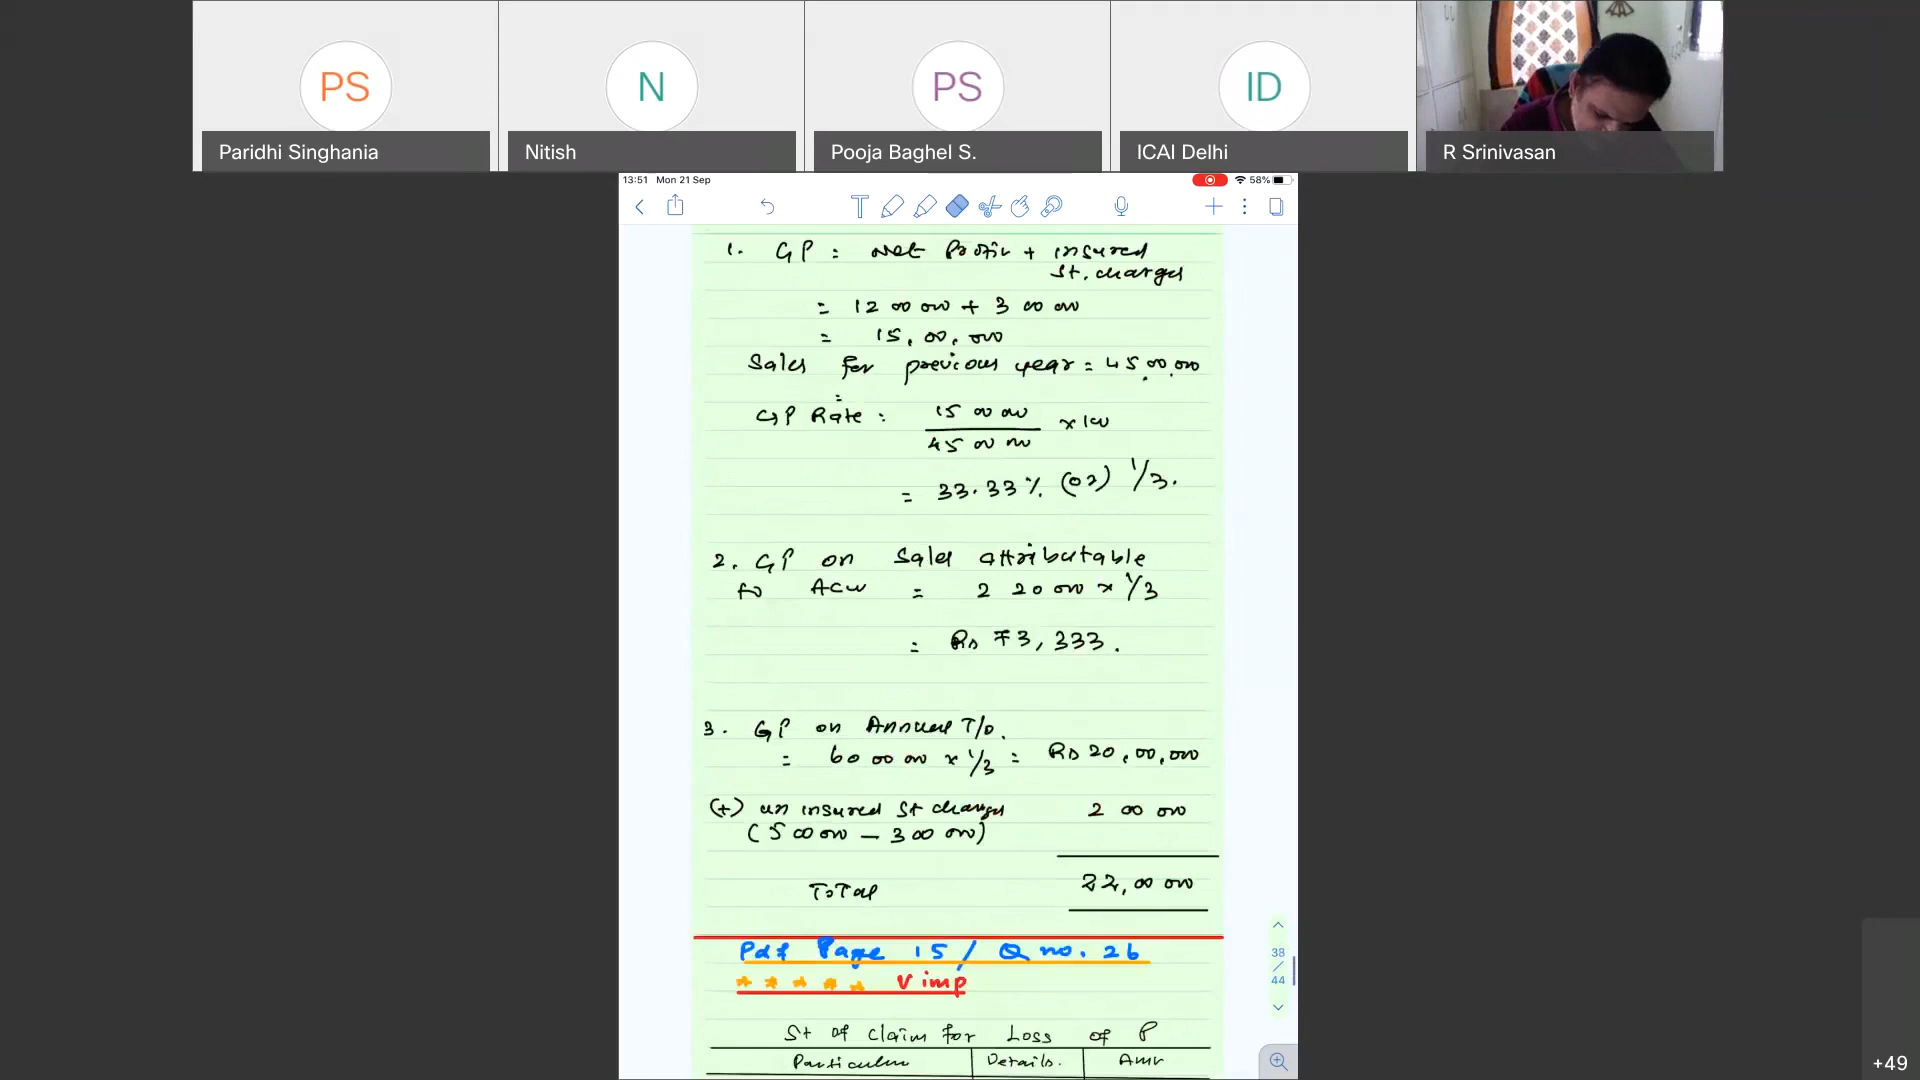 PS
N
PS
ID
Paridhi Singhania
Nitish
Pooja Baghel S.
ICAI Delhi
R Srinivasan
13:51 Mon 21 Sep
58%
1. GP = Net Profit + insured
St. charges
= 12 00 000 + 3 00 000
= 15,00,000
Sales for previous year = 45,00,000
GP Rate = 15 00 000 / 45 00 000 × 100
= 33.33% (or) 1/3.
2. GP on Sales attributable
to ACW = 2 20 000 × 1/3
= Rs 73,333.
3. GP on Annual T/o.
= 60 00 000 × 1/3 = Rs 20,00,000
(+) un insured St charges 2 00 000
(5 00 000 – 3 00 000)
Total 22,00 000
Pdf Page 15 / Q no. 26
***** V imp
St of Claim for Loss of P
Particulars Details. Amt
38
/
44
+49